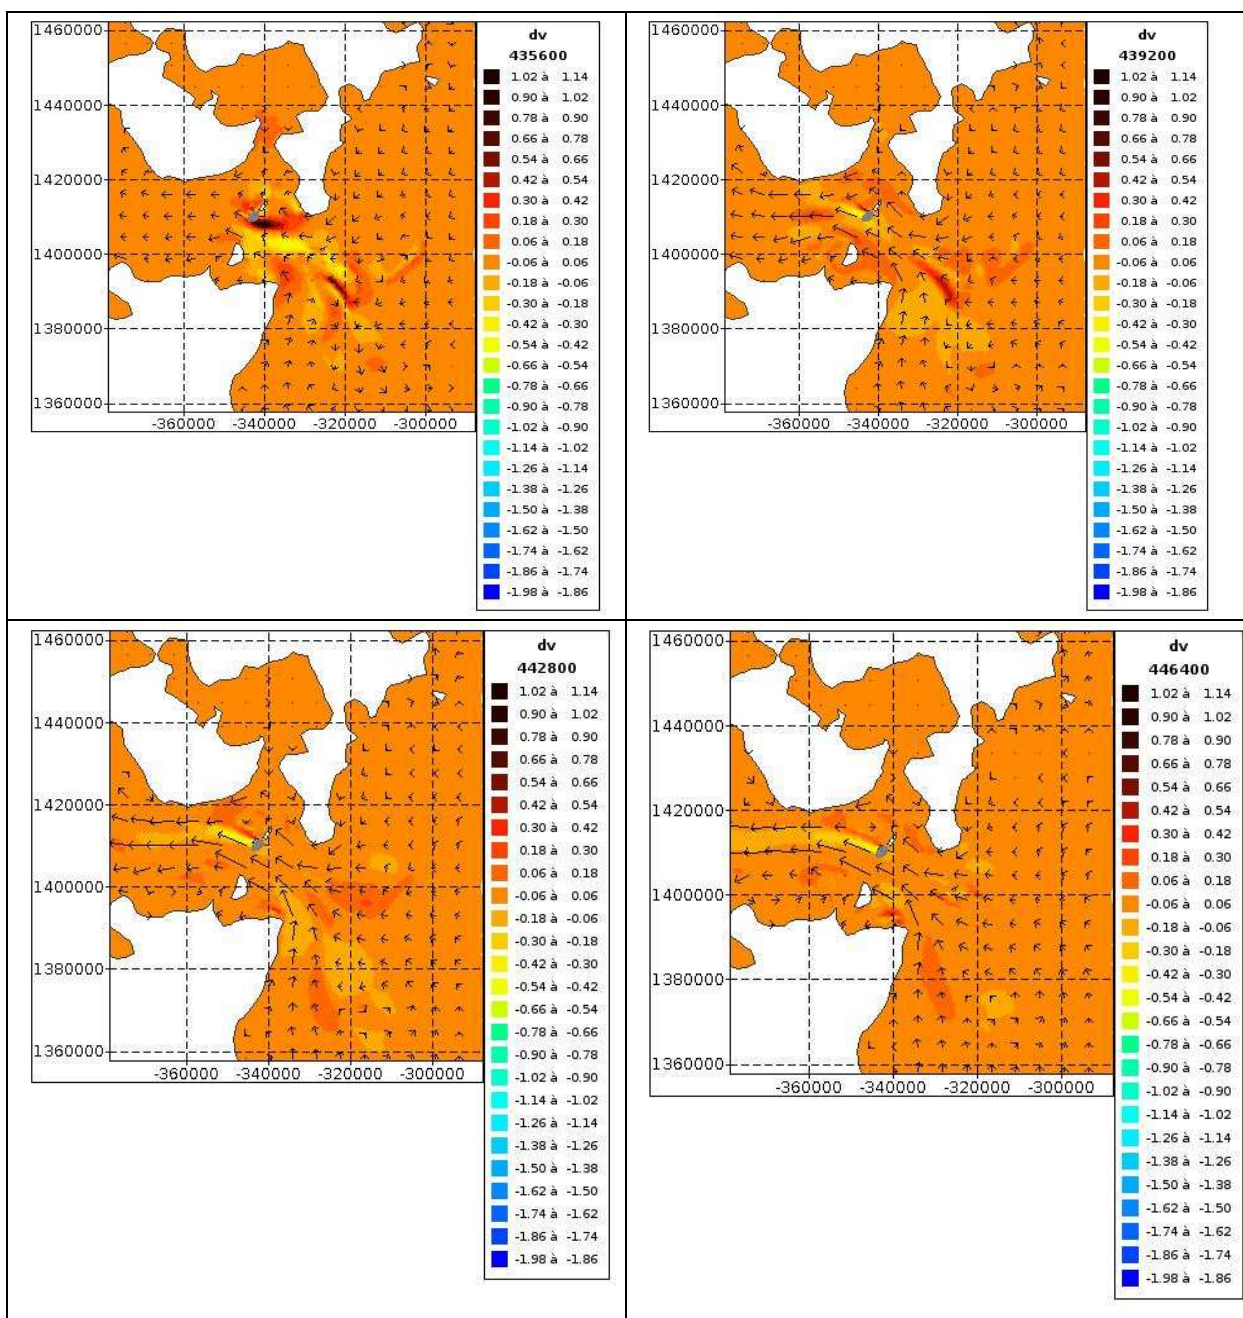 1460000
1440000
1420000
1400000
1380000
1360000
-360000 -340000 -320000 -300000
dv
435600
1.02 à 1.14
0.90 à 1.02
0.78 à 0.90
0.66 à 0.78
0.54 à 0.66
0.42 à 0.54
0.30 à 0.42
0.18 à 0.30
0.06 à 0.18
-0.06 à 0.06
-0.18 à -0.06
-0.30 à -0.18
-0.42 à -0.30
-0.54 à -0.42
-0.66 à -0.54
-0.78 à -0.66
-0.90 à -0.78
-1.02 à -0.90
-1.14 à -1.02
-1.26 à -1.14
-1.38 à -1.26
-1.50 à -1.38
-1.62 à -1.50
-1.74 à -1.62
-1.86 à -1.74
-1.98 à -1.86
1460000
1440000
1420000
1400000
1380000
1360000
-360000 -340000 -320000 -300000
dv
439200
1.02 à 1.14
0.90 à 1.02
0.78 à 0.90
0.66 à 0.78
0.54 à 0.66
0.42 à 0.54
0.30 à 0.42
0.18 à 0.30
0.06 à 0.18
-0.06 à 0.06
-0.18 à -0.06
-0.30 à -0.18
-0.42 à -0.30
-0.54 à -0.42
-0.66 à -0.54
-0.78 à -0.66
-0.90 à -0.78
-1.02 à -0.90
-1.14 à -1.02
-1.26 à -1.14
-1.38 à -1.26
-1.50 à -1.38
-1.62 à -1.50
-1.74 à -1.62
-1.86 à -1.74
-1.98 à -1.86
1460000
1440000
1420000
1400000
1380000
1360000
-360000 -340000 -320000 -300000
dv
442800
1.02 à 1.14
0.90 à 1.02
0.78 à 0.90
0.66 à 0.78
0.54 à 0.66
0.42 à 0.54
0.30 à 0.42
0.18 à 0.30
0.06 à 0.18
-0.06 à 0.06
-0.18 à -0.06
-0.30 à -0.18
-0.42 à -0.30
-0.54 à -0.42
-0.66 à -0.54
-0.78 à -0.66
-0.90 à -0.78
-1.02 à -0.90
-1.14 à -1.02
-1.26 à -1.14
-1.38 à -1.26
-1.50 à -1.38
-1.62 à -1.50
-1.74 à -1.62
-1.86 à -1.74
-1.98 à -1.86
1460000
1440000
1420000
1400000
1380000
1360000
-360000 -340000 -320000 -300000
dv
446400
1.02 à 1.14
0.90 à 1.02
0.78 à 0.90
0.66 à 0.78
0.54 à 0.66
0.42 à 0.54
0.30 à 0.42
0.18 à 0.30
0.06 à 0.18
-0.06 à 0.06
-0.18 à -0.06
-0.30 à -0.18
-0.42 à -0.30
-0.54 à -0.42
-0.66 à -0.54
-0.78 à -0.66
-0.90 à -0.78
-1.02 à -0.90
-1.14 à -1.02
-1.26 à -1.14
-1.38 à -1.26
-1.50 à -1.38
-1.62 à -1.50
-1.74 à -1.62
-1.86 à -1.74
-1.98 à -1.86